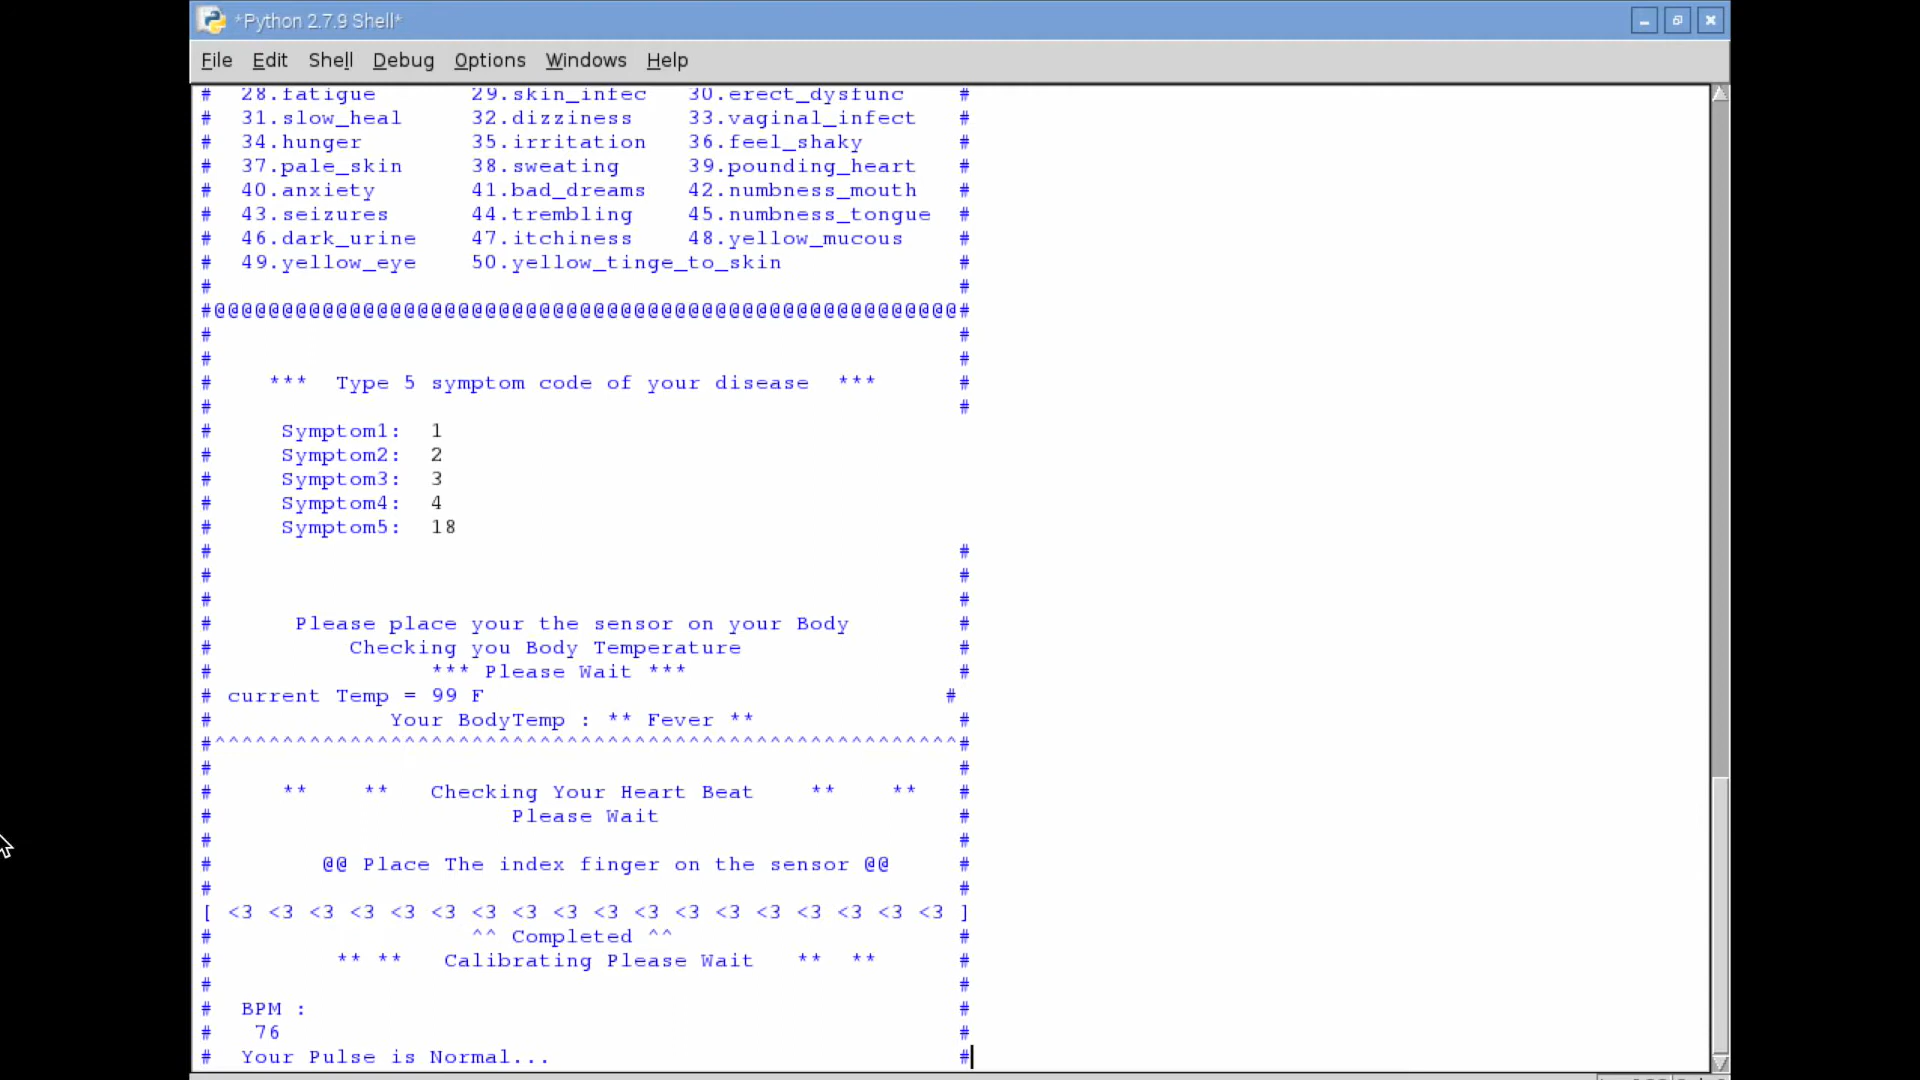 *Python 2.7.9 Shell*
File Edit Shell Debug Options Windows Help
# 28.fatigue 29.skin_infec 30.erect_dysfunc #
# 31.slow_heal 32.dizziness 33.vaginal_infect #
# 34.hunger 35.irritation 36.feel_shaky #
# 37.pale_skin 38.sweating 39.pounding_heart #
# 40.anxiety 41.bad_dreams 42.numbness_mouth #
# 43.seizures 44.trembling 45.numbness_tongue #
# 46.dark_urine 47.itchiness 48.yellow_mucous #
# 49.yellow_eye 50.yellow_tinge_to_skin #
# #
#@@@@@@@@@@@@@@@@@@@@@@@@@@@@@@@@@@@@@@@@@@@@@@@@@@@@@@@#
# #
# #
# *** Type 5 symptom code of your disease *** #
# #
# Symptom1: 1
# Symptom2: 2
# Symptom3: 3
# Symptom4: 4
# Symptom5: 18
# #
# #
# #
# Please place your the sensor on your Body #
# Checking you Body Temperature #
# *** Please Wait *** #
# current Temp = 99 F #
# Your BodyTemp : ** Fever ** #
#^^^^^^^^^^^^^^^^^^^^^^^^^^^^^^^^^^^^^^^^^^^^^^^^^^^^^^^#
# #
# ** ** Checking Your Heart Beat ** ** #
# Please Wait #
# #
# @@ Place The index finger on the sensor @@ #
# #
[ <3 <3 <3 <3 <3 <3 <3 <3 <3 <3 <3 <3 <3 <3 <3 <3 <3 <3 ]
# ^^ Completed ^^ #
# ** ** Calibrating Please Wait ** ** #
# #
# BPM : #
# 76 #
# Your Pulse is Normal... #